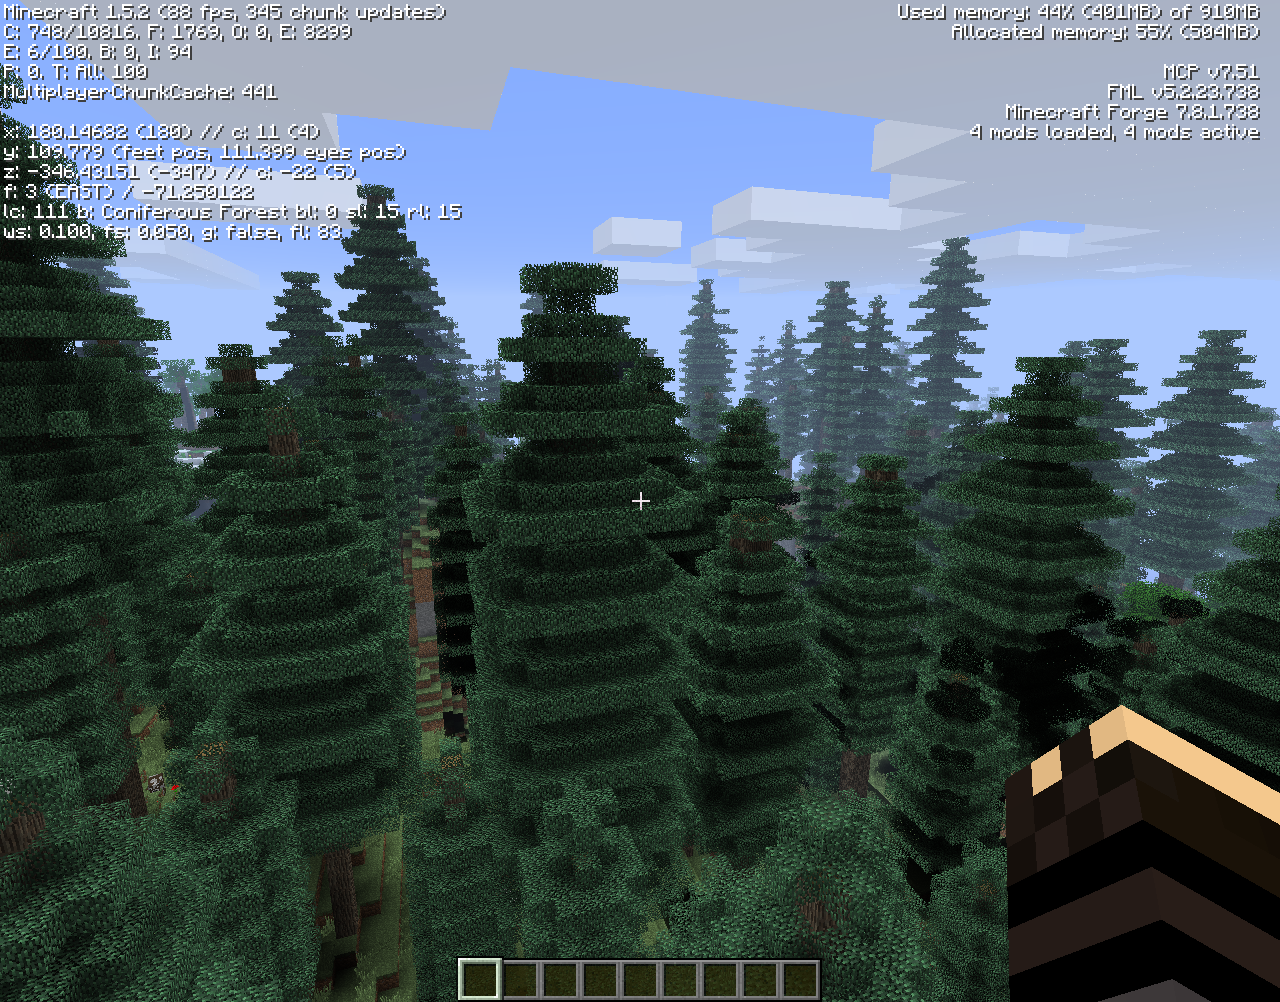 Minecraft 1.5.2 (88 fps, 345 chunk updates)
C: 748/10816, F: 1769, O: 0, E: 8299
E: 6/100, B: 0, I: 94
P: 0, T: All: 100
MultiplayerChunkCache: 441
x: 180.14682 (180) // c: 11 (4)
y: 109.779 (feet pos, 111.399 eyes pos)
z: -346.43151 (-347) // c: -22 (5)
f: 3 (EAST) / -71.250122
lc: 111 b: Coniferous Forest bl: 0 sl: 15 rl: 15
ws: 0.100, fs: 0.050, g: false, fl: 83
Used memory: 44% (401MB) of 910MB
Allocated memory: 55% (504MB)
MCP v7.51
FML v5.2.23.738
Minecraft Forge 7.8.1.738
4 mods loaded, 4 mods active